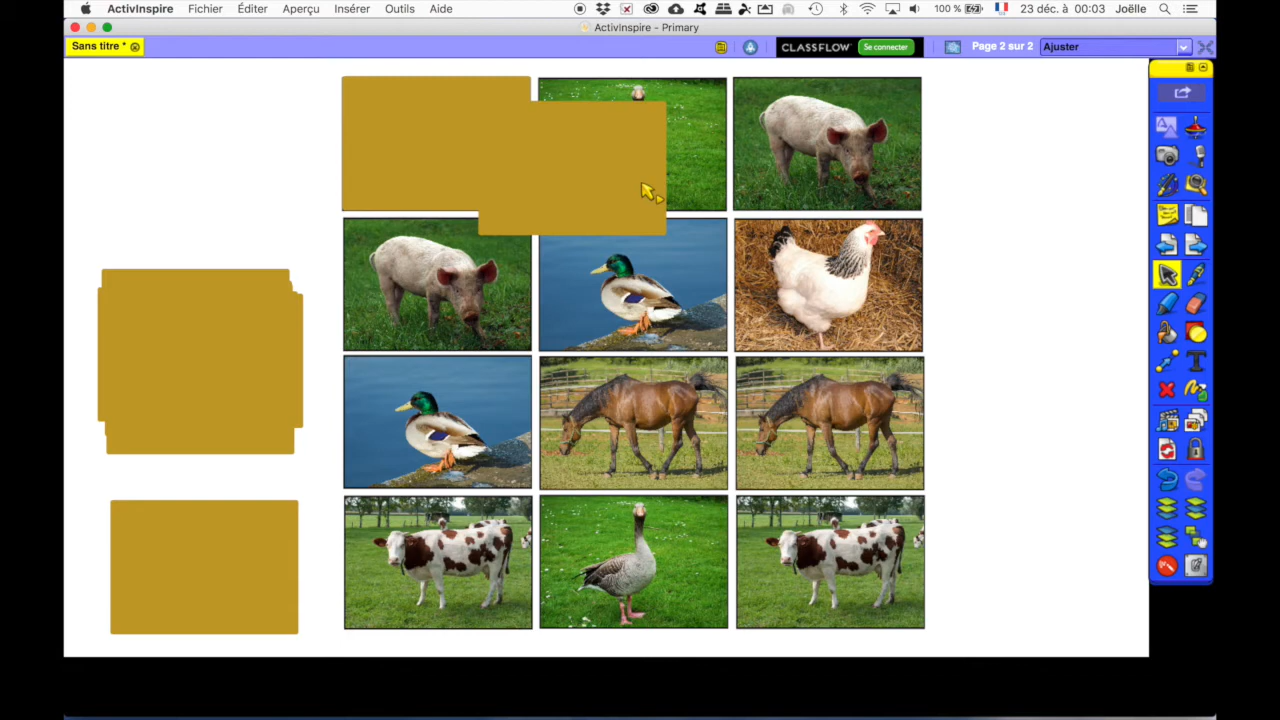 ActivInspire Fichier Éditer Aperçu Insérer Outils Aide 100 % 23 déc. à 00:03 Joëlle
ActivInspire - Primary
Sans titre * CLASSFLOW Se connecter Page 2 sur 2 Ajuster